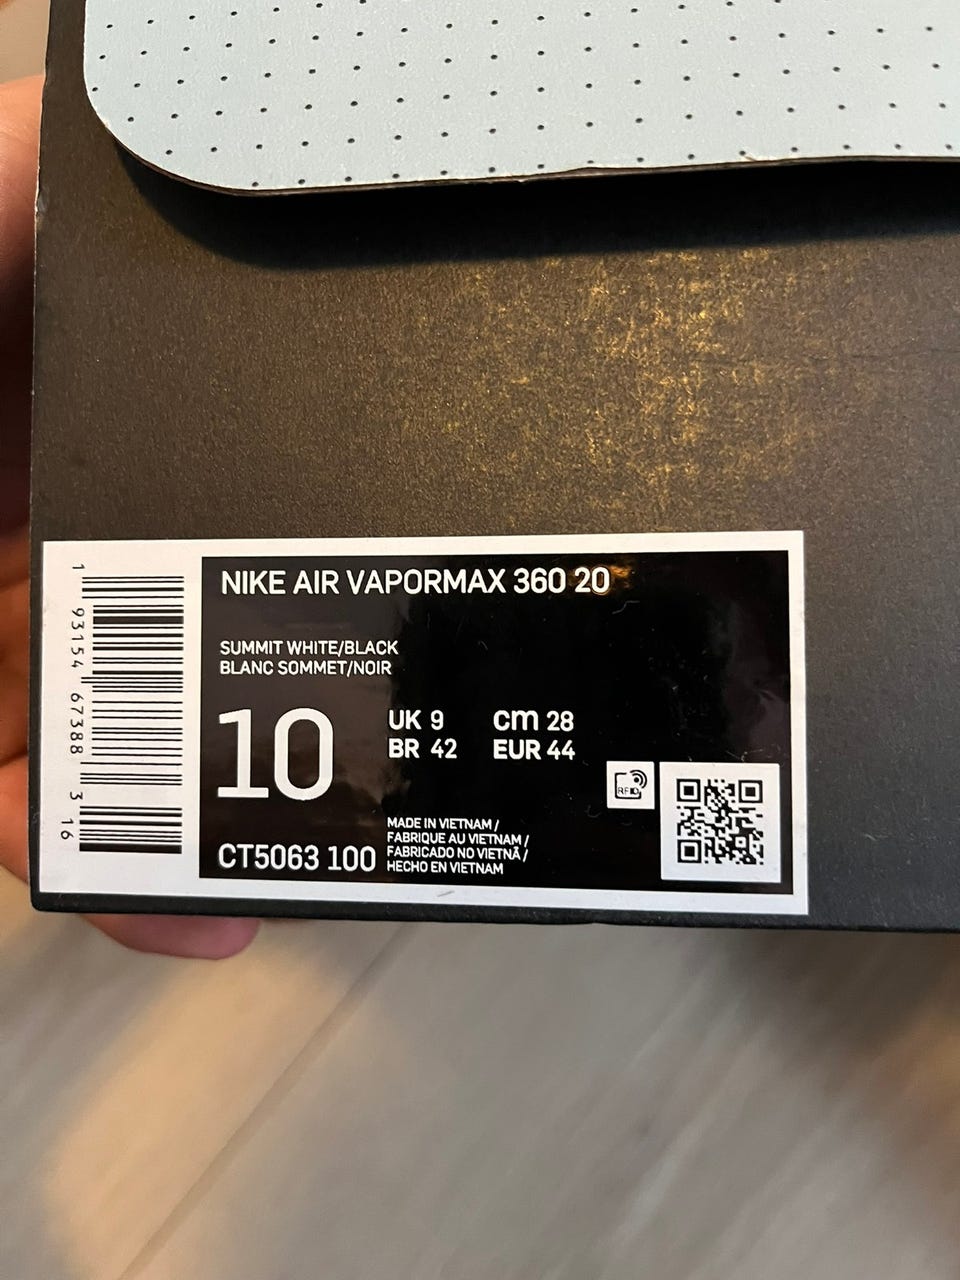 NIKE AIR VAPORMAX 360 20
SUMMIT WHITE/BLACK
BLANC SOMMET/NOIR
10
UK 9 cm 28
BR 42 EUR 44
CT5063 100
MADE IN VIETNAM /
FABRIQUE AU VIETNAM /
FABRICADO NO VIETNÃ /
HECHO EN VIETNAM
RFID
1 93154 67388 3 16